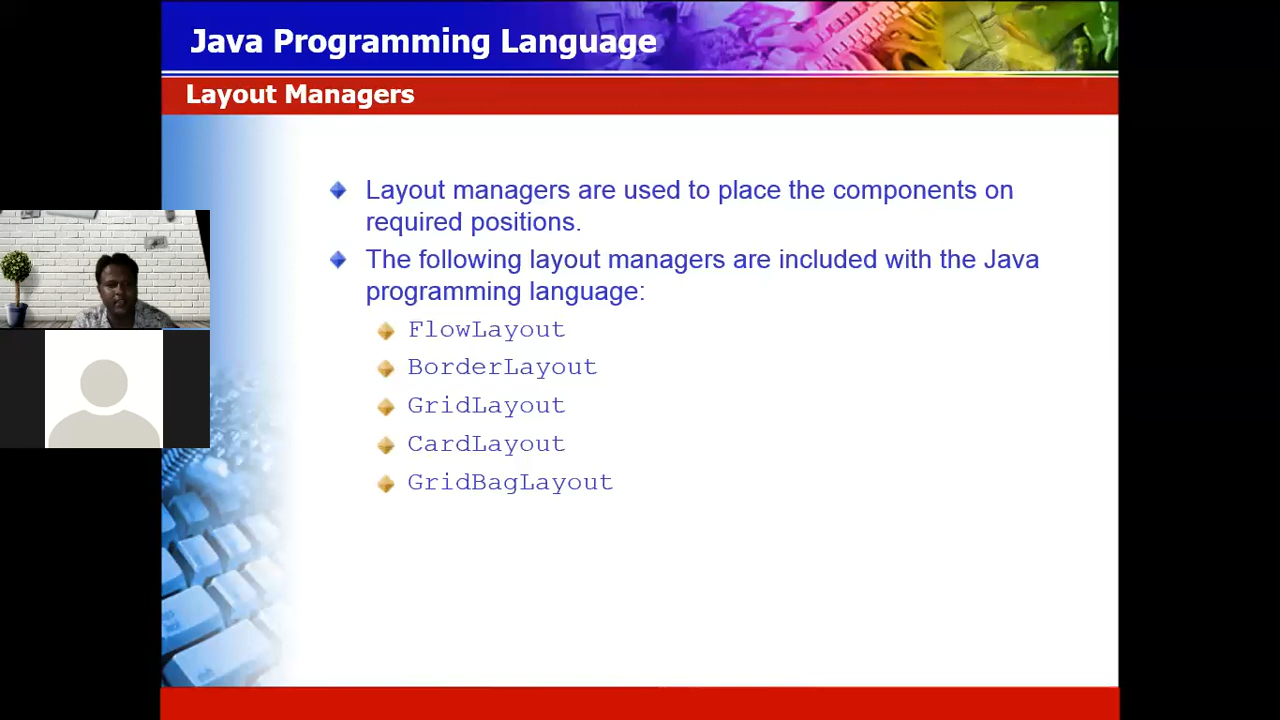 Java Programming Language
Layout Managers
Layout managers are used to place the components on
required positions.
The following layout managers are included with the Java
programming language:
FlowLayout
BorderLayout
GridLayout
CardLayout
GridBagLayout